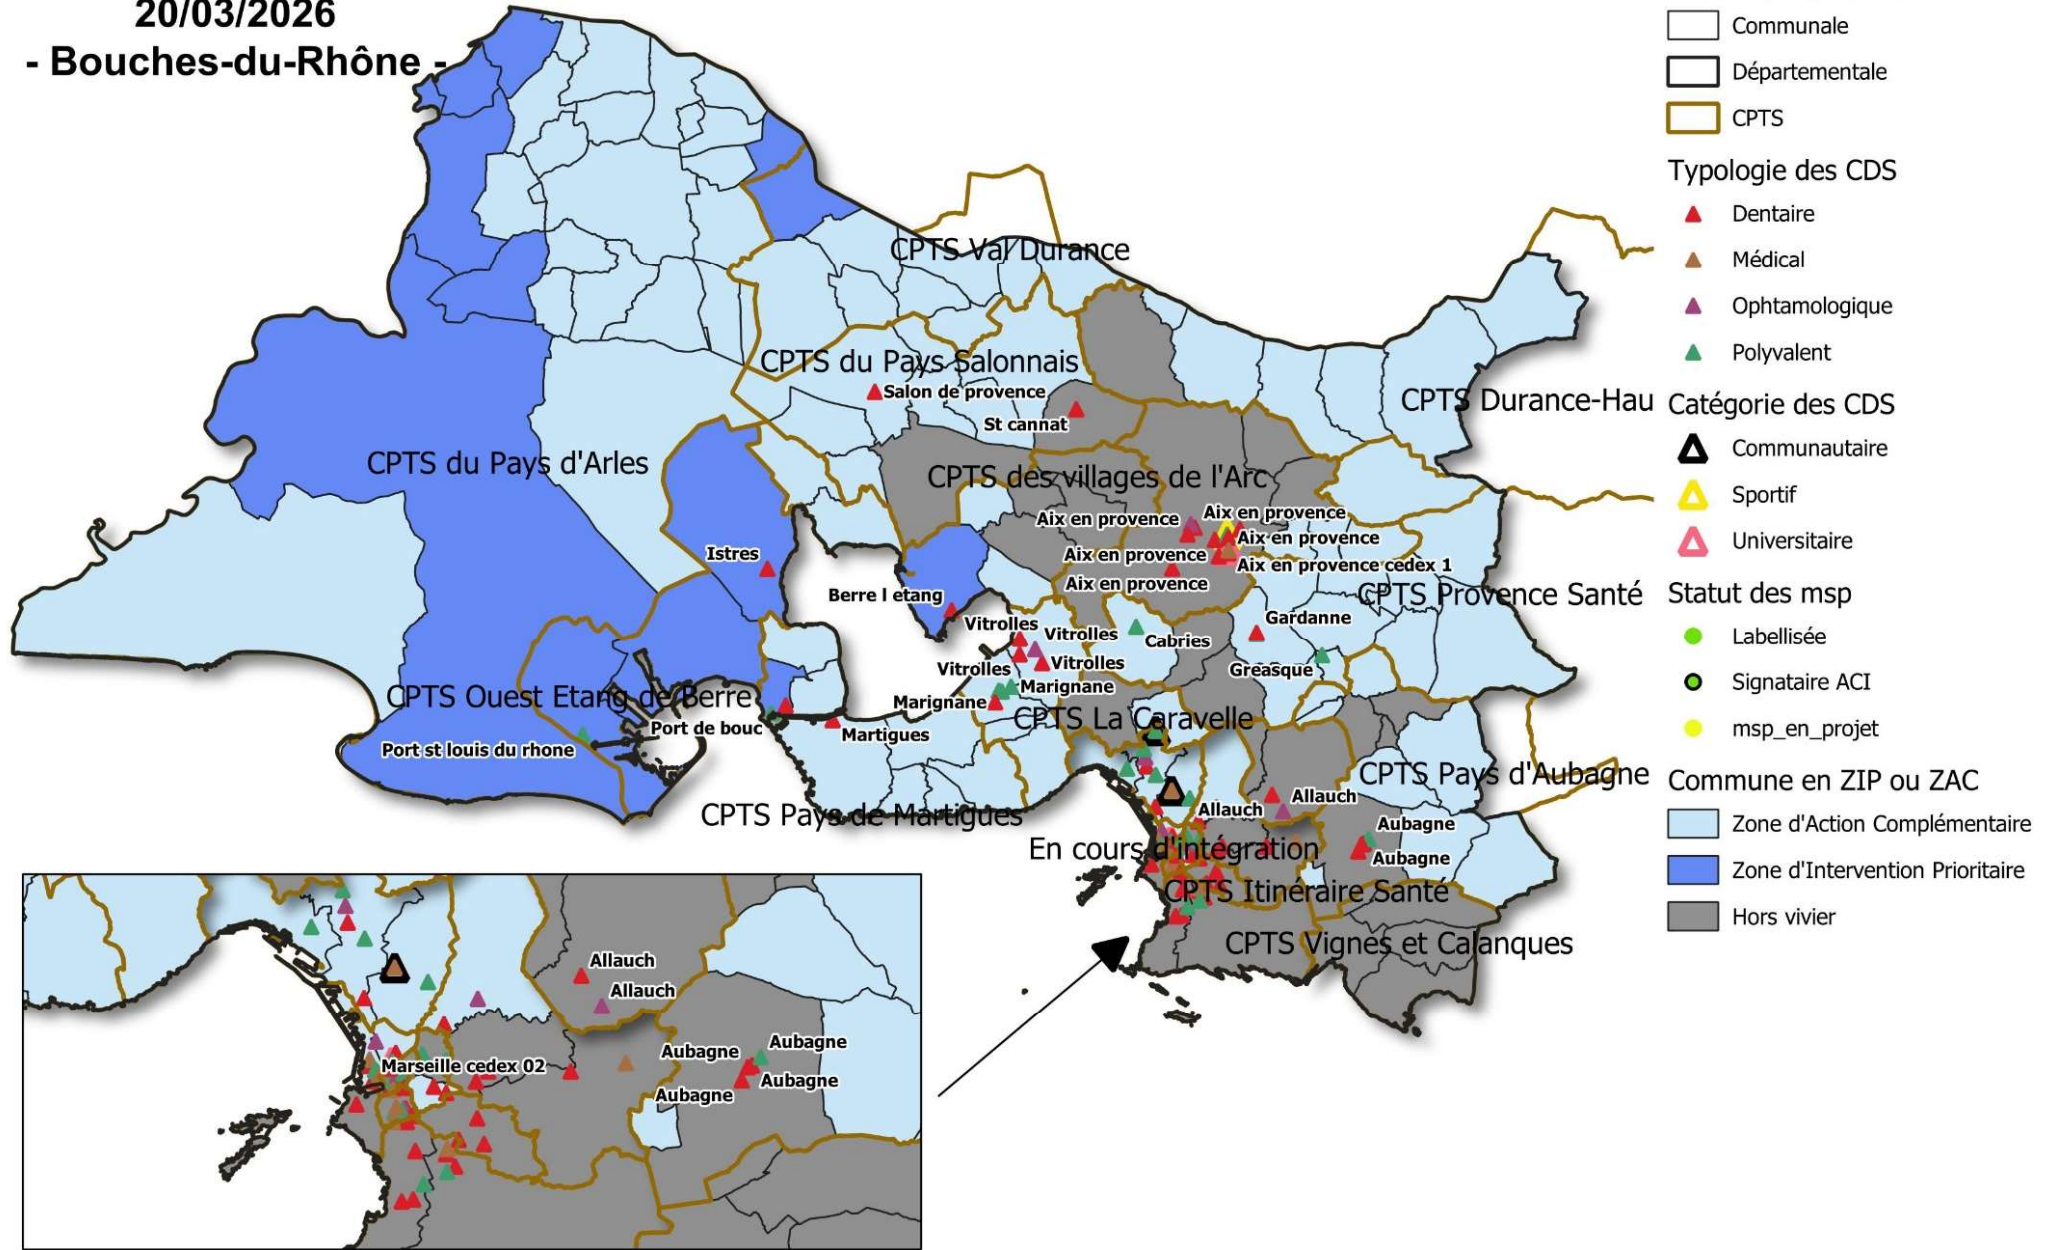 20/03/2026
- Bouches-du-Rhône -
CPTS Val Durance
CPTS du Pays Salonnais
Salon de provence
St cannat
CPTS Durance-Hau
CPTS du Pays d'Arles
CPTS des villages de l'Arc
Aix en provence
Aix en provence
Aix en provence
Aix en provence
Aix en provence cedex 1
Aix en provence
Istres
Berre l etang
CPTS Provence Santé
Vitrolles
Vitrolles
Vitrolles
Vitrolles
Cabries
Gardanne
Greasque
Marignane
Marignane
CPTS Ouest Etang de Berre
CPTS La Caravelle
Port de bouc
Martigues
Port st louis du rhone
CPTS Pays d'Aubagne
CPTS Pays de Martigues
Allauch
Allauch
Aubagne
Aubagne
En cours d'intégration
CPTS Itinéraire Santé
CPTS Vignes et Calanques
Allauch
Allauch
Marseille cedex 02
Aubagne
Aubagne
Aubagne
Aubagne
Communale
Départementale
CPTS
Typologie des CDS
Dentaire
Médical
Ophtamologique
Polyvalent
Catégorie des CDS
Communautaire
Sportif
Universitaire
Statut des msp
Labellisée
Signataire ACI
msp_en_projet
Commune en ZIP ou ZAC
Zone d'Action Complémentaire
Zone d'Intervention Prioritaire
Hors vivier